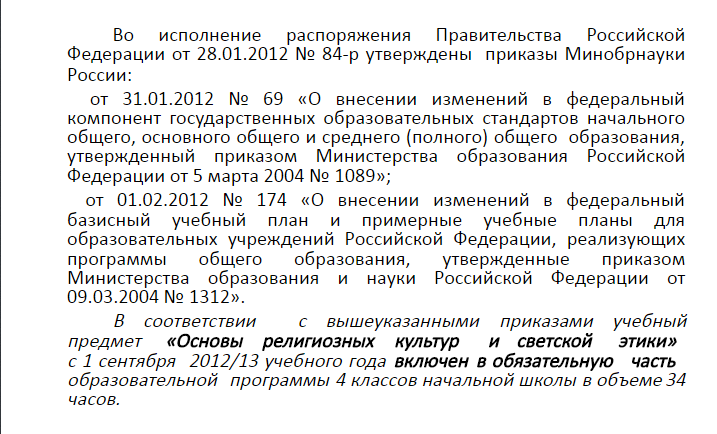 Во исполнение распоряжения Правительства Российской
Федерации от 28.01.2012 № 84-р утверждены приказы Минобрнауки
России:
от 31.01.2012 № 69 «О внесении изменений в федеральный
компонент государственных образовательных стандартов начального
общего, основного общего и среднего (полного) общего образования,
утвержденный приказом Министерства образования Российской
Федерации от 5 марта 2004 № 1089»;
от 01.02.2012 № 174 «О внесении изменений в федеральный
базисный учебный план и примерные учебные планы для
образовательных учреждений Российской Федерации, реализующих
программы общего образования, утвержденные приказом
Министерства образования и науки Российской Федерации от
09.03.2004 № 1312».
В соответствии с вышеуказанными приказами учебный
предмет «Основы религиозных культур и светской этики»
с 1 сентября 2012/13 учебного года включен в обязательную часть
образовательной программы 4 классов начальной школы в объеме 34
часов.